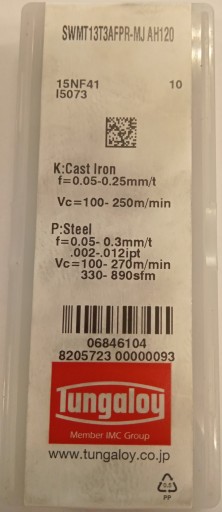 SWMT13T3AFPR-MJ AH120
15NF41 10
I5073
K:Cast Iron
f=0.05-0.25mm/t
Vc=100- 250m/min
P:Steel
f=0.05- 0.3mm/t
.002-.012ipt
Vc=100- 270m/min
330- 890sfm
06846104
8205723 00000093
Tungaloy
Member IMC Group
www.tungaloy.co.jp
PP